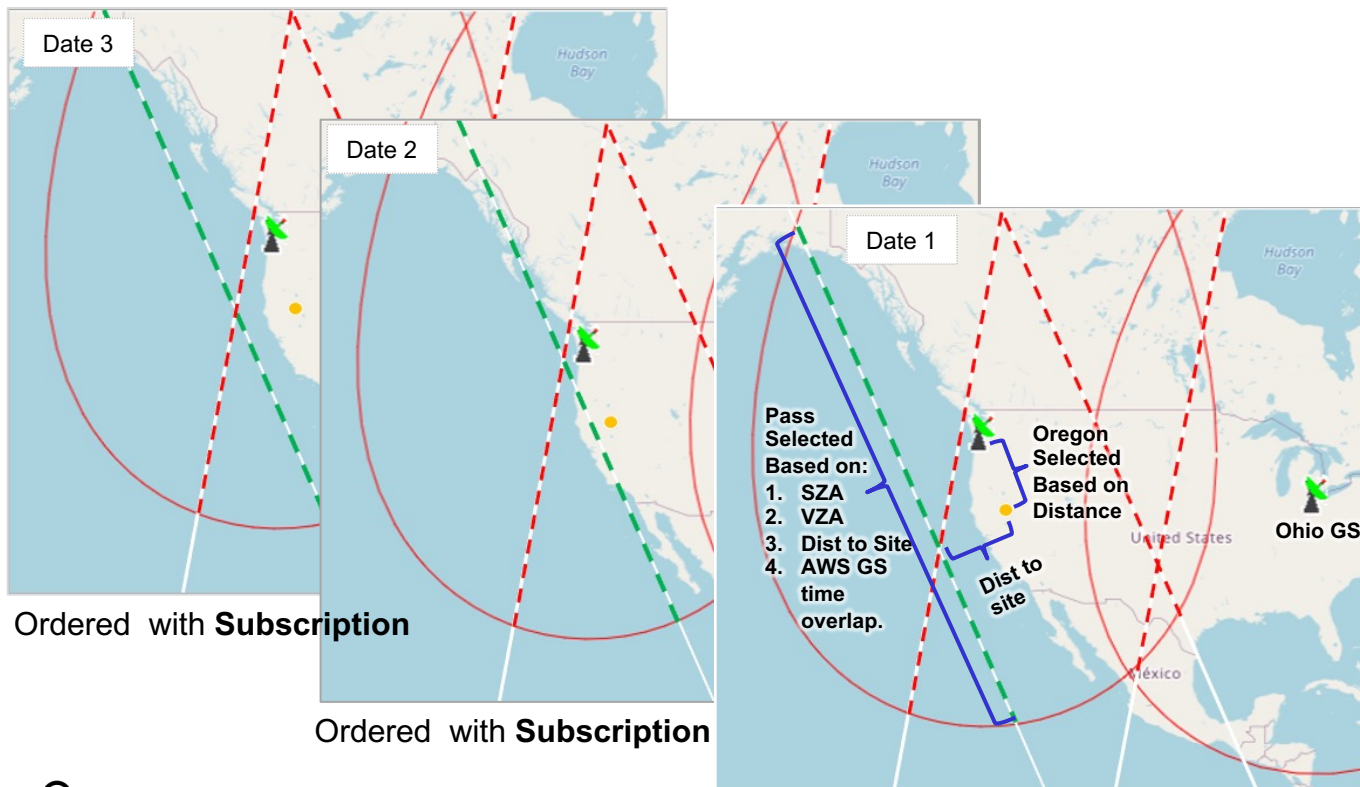 Date 3
Hudson
Bay
Ordered  with Subscription
Date 2
Hudson
Bay
Ordered  with Subscription
Date 1
Hudson
Bay
Pass
Selected
Based on:
1. SZA
2. VZA
3. Dist to Site
4. AWS GS
time
overlap.
Oregon
Selected
Based on
Distance
Dist to
site
United States
Ohio GS
México